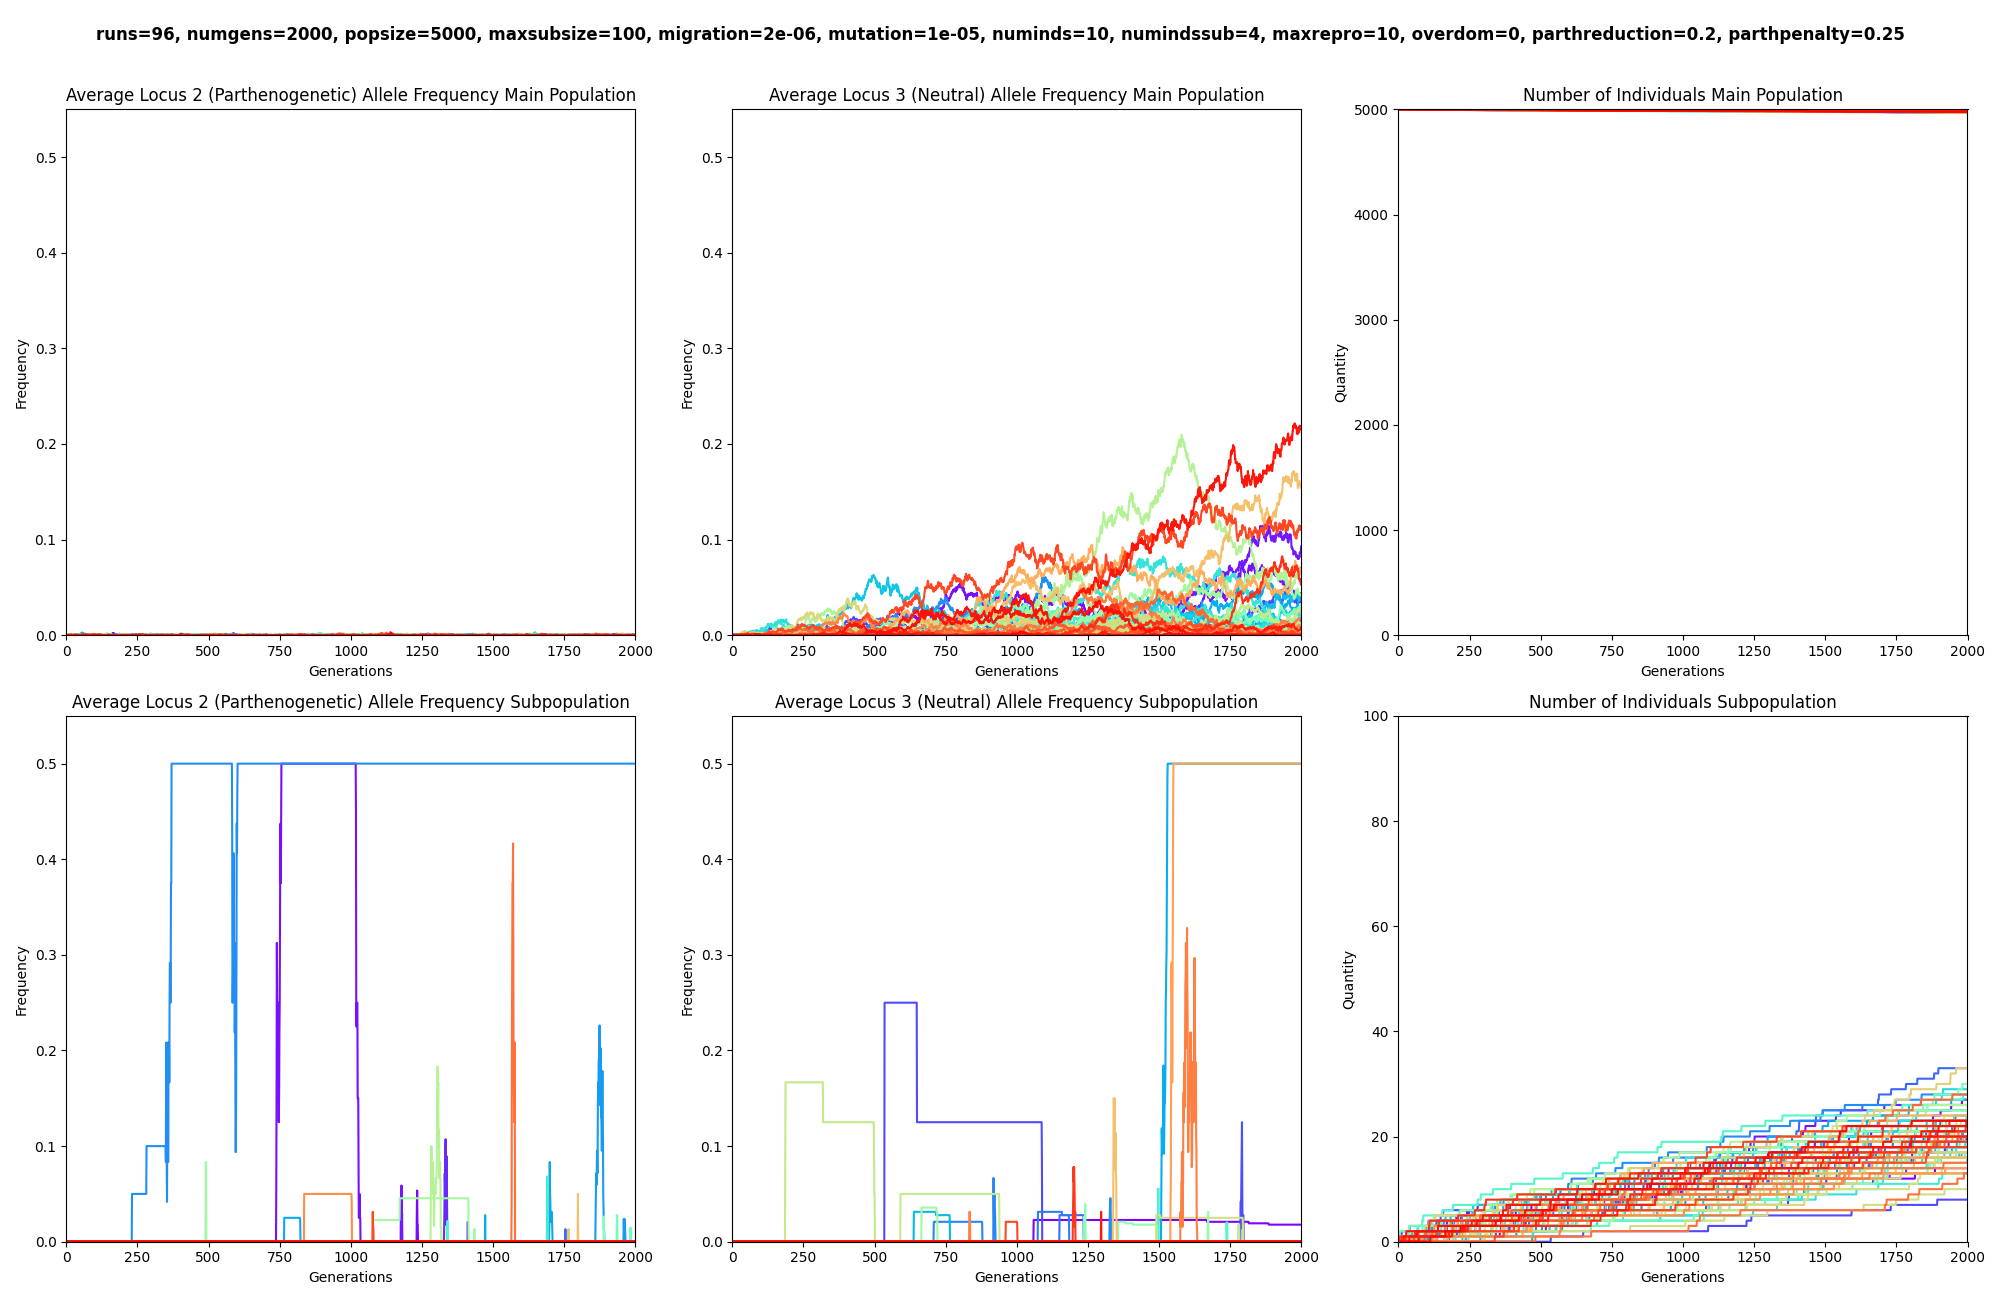 runs=96, numgens=2000, popsize=5000, maxsubsize=100, migration=2e-06, mutation=1e-05, numinds=10, numindssub=4, maxrepro=10, overdom=0, parthreduction=0.2, parthpenalty=0.25
Average Locus 2 (Parthenogenetic) Allele Frequency Main Population
Frequency
0.5
0.4
0.3
0.2
0.1
0.0
0 250 500 750 1000 1250 1500 1750 2000
Generations
Average Locus 3 (Neutral) Allele Frequency Main Population
Frequency
0.5
0.4
0.3
0.2
0.1
0.0
0 250 500 750 1000 1250 1500 1750 2000
Generations
Number of Individuals Main Population
Quantity
5000
4000
3000
2000
1000
0
0 250 500 750 1000 1250 1500 1750 2000
Generations
Average Locus 2 (Parthenogenetic) Allele Frequency Subpopulation
Frequency
0.5
0.4
0.3
0.2
0.1
0.0
0 250 500 750 1000 1250 1500 1750 2000
Generations
Average Locus 3 (Neutral) Allele Frequency Subpopulation
Frequency
0.5
0.4
0.3
0.2
0.1
0.0
0 250 500 750 1000 1250 1500 1750 2000
Generations
Number of Individuals Subpopulation
Quantity
100
80
60
40
20
0
0 250 500 750 1000 1250 1500 1750 2000
Generations